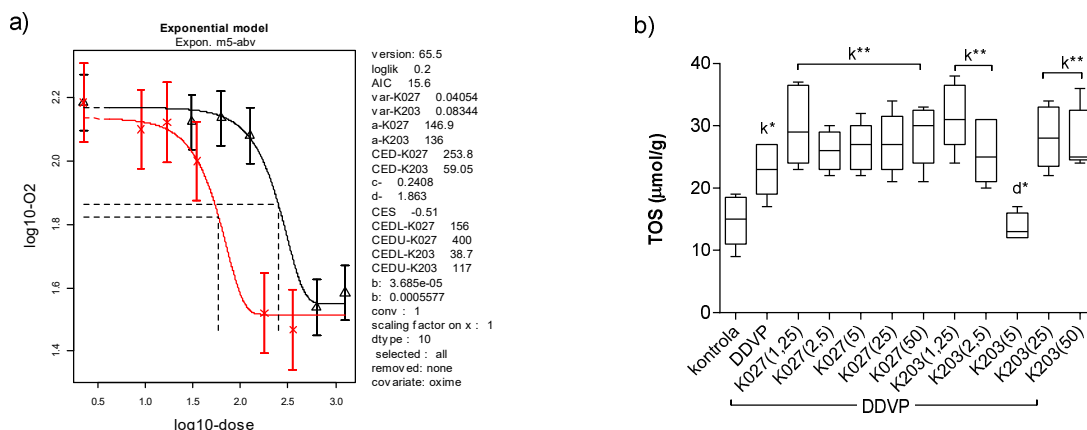 a)
Exponential model
Expon. m5-abv
log10-O2
2.2
2.0
1.8
1.6
1.4
0.5 1.0 1.5 2.0 2.5 3.0
log10-dose
version: 65.5
loglik 0.2
AIC 15.6
var-K027 0.04054
var-K203 0.08344
a-K027 146.9
a-K203 136
CED-K027 253.8
CED-K203 59.05
c- 0.2408
d- 1.863
CES -0.51
CEDL-K027 156
CEDU-K027 400
CEDL-K203 38.7
CEDU-K203 117
b: 3.685e-05
b: 0.0005577
conv : 1
scaling factor on x : 1
dtype : 10
selected : all
removed: none
covariate: oxime
b)
TOS (µmol/g)
40
30
20
10
0
k*
k**
k**
d*
k**
kontrola
DDVP
K027(1,25)
K027(2,5)
K027(5)
K027(25)
K027(50)
K203(1,25)
K203(2,5)
K203(5)
K203(25)
K203(50)
DDVP